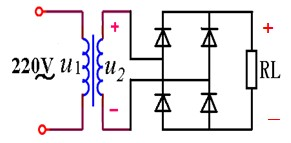 + +
220V u1 u2 RL
− −